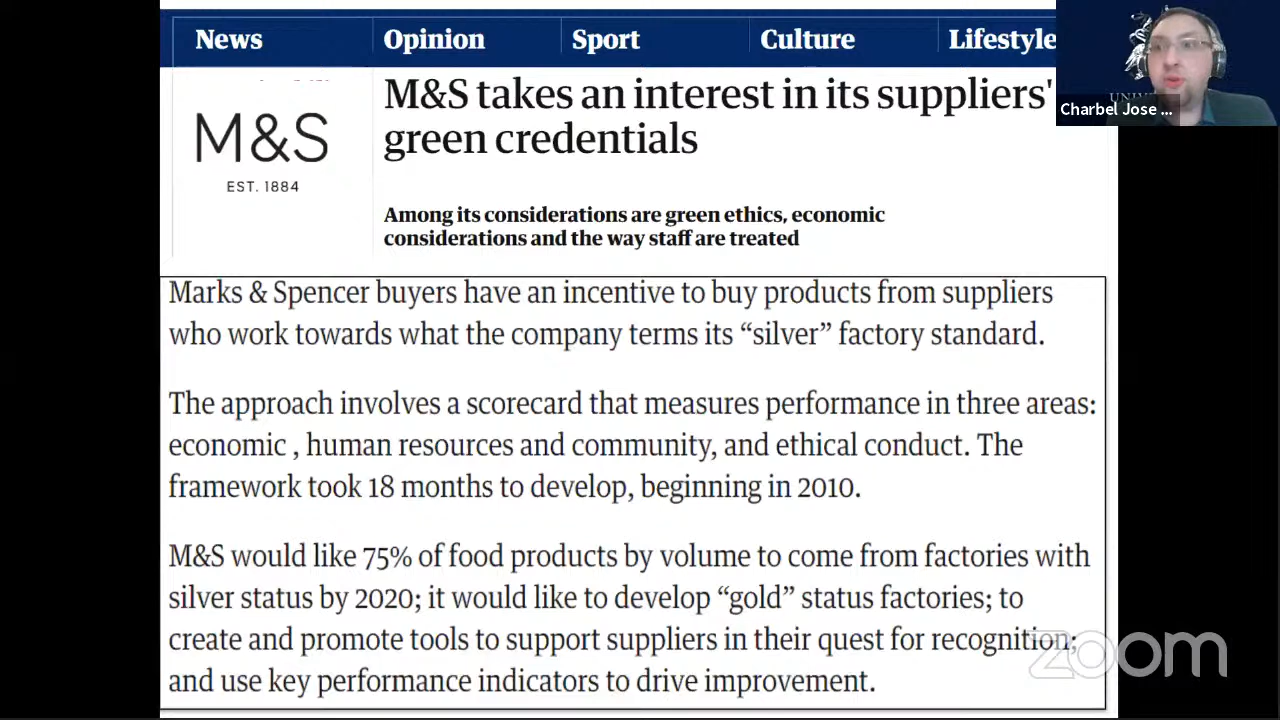 News
Opinion
Sport
Culture
Lifestyle
M&S
EST. 1884
M&S takes an interest in its suppliers'
green credentials
Among its considerations are green ethics, economic
considerations and the way staff are treated
Charbel Jose ...
Marks & Spencer buyers have an incentive to buy products from suppliers
who work towards what the company terms its “silver” factory standard.
The approach involves a scorecard that measures performance in three areas:
economic , human resources and community, and ethical conduct. The
framework took 18 months to develop, beginning in 2010.
M&S would like 75% of food products by volume to come from factories with
silver status by 2020; it would like to develop “gold” status factories; to
create and promote tools to support suppliers in their quest for recognition;
and use key performance indicators to drive improvement.
zoom